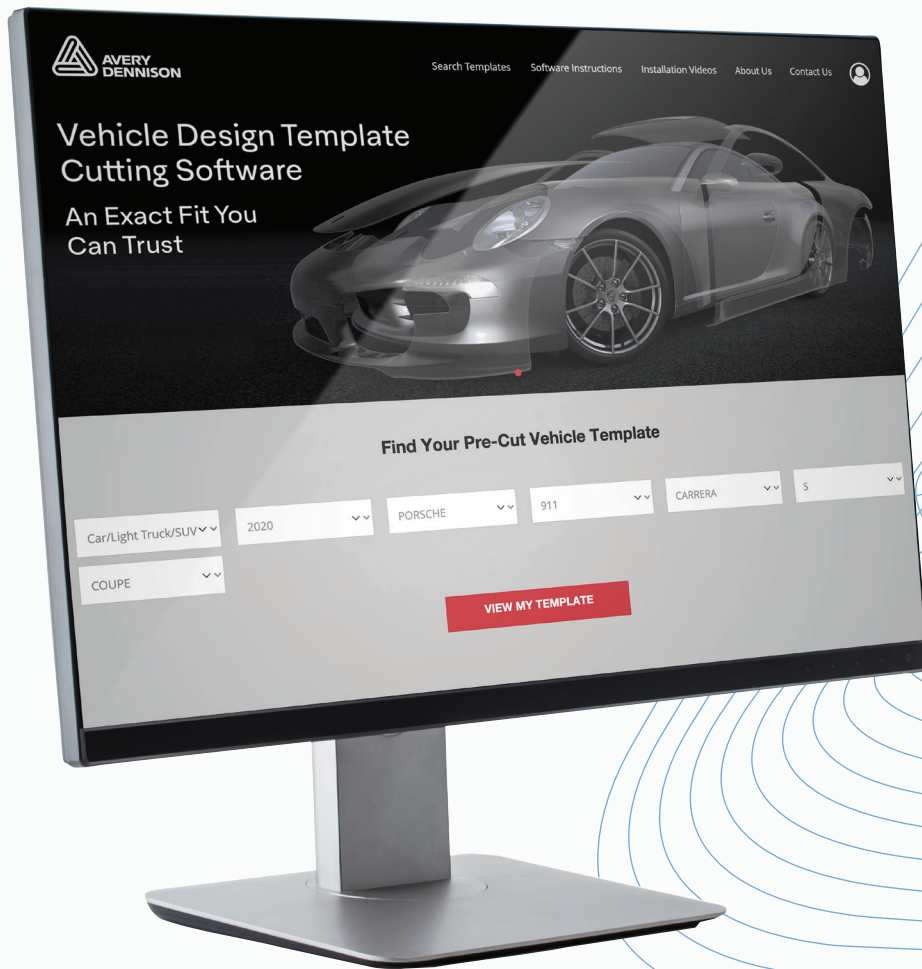 AVERY
DENNISON
Search Templates
Software Instructions
Installation Videos
About Us
Contact Us
Vehicle Design Template
Cutting Software
An Exact Fit You
Can Trust
Find Your Pre-Cut Vehicle Template
Car/Light Truck/SUV
2020
PORSCHE
911
CARRERA
S
COUPE
VIEW MY TEMPLATE